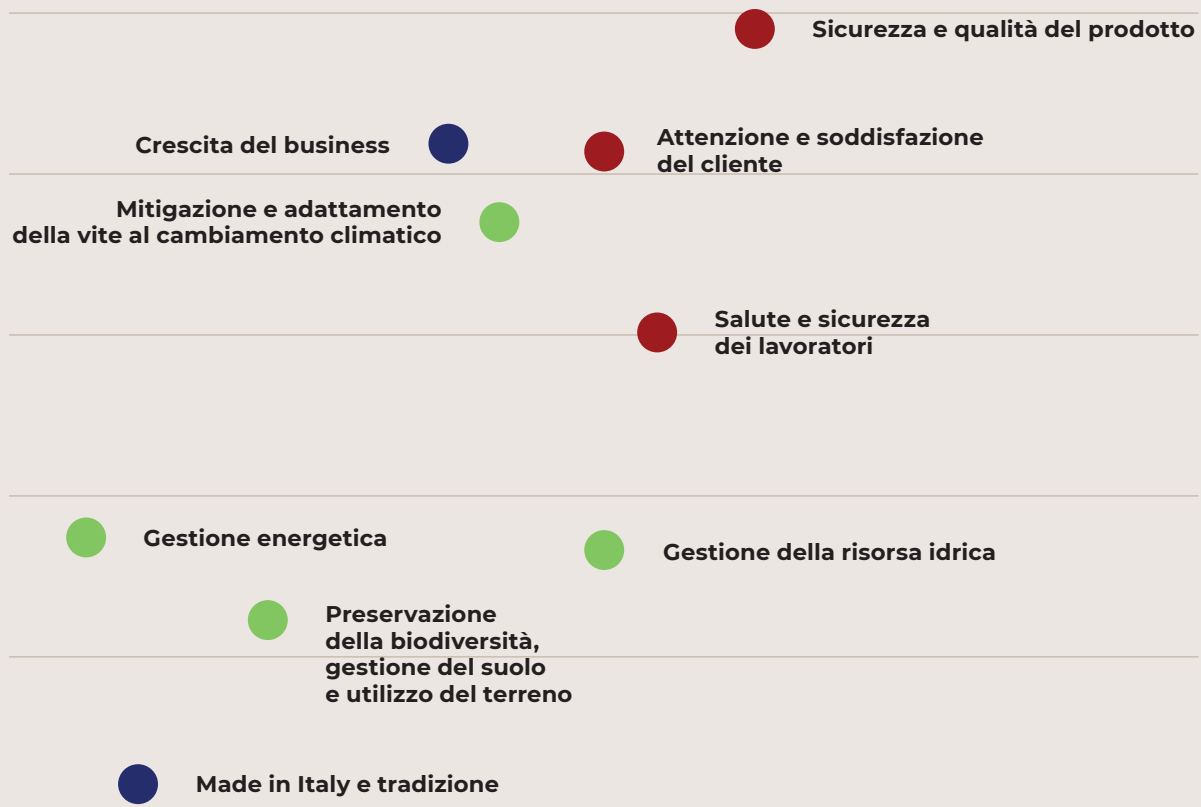 Sicurezza e qualità del prodotto
Crescita del business
Attenzione e soddisfazione
del cliente
Mitigazione e adattamento
della vite al cambiamento climatico
Salute e sicurezza
dei lavoratori
Gestione energetica
Gestione della risorsa idrica
Preservazione
della biodiversità,
gestione del suolo
e utilizzo del terreno
Made in Italy e tradizione